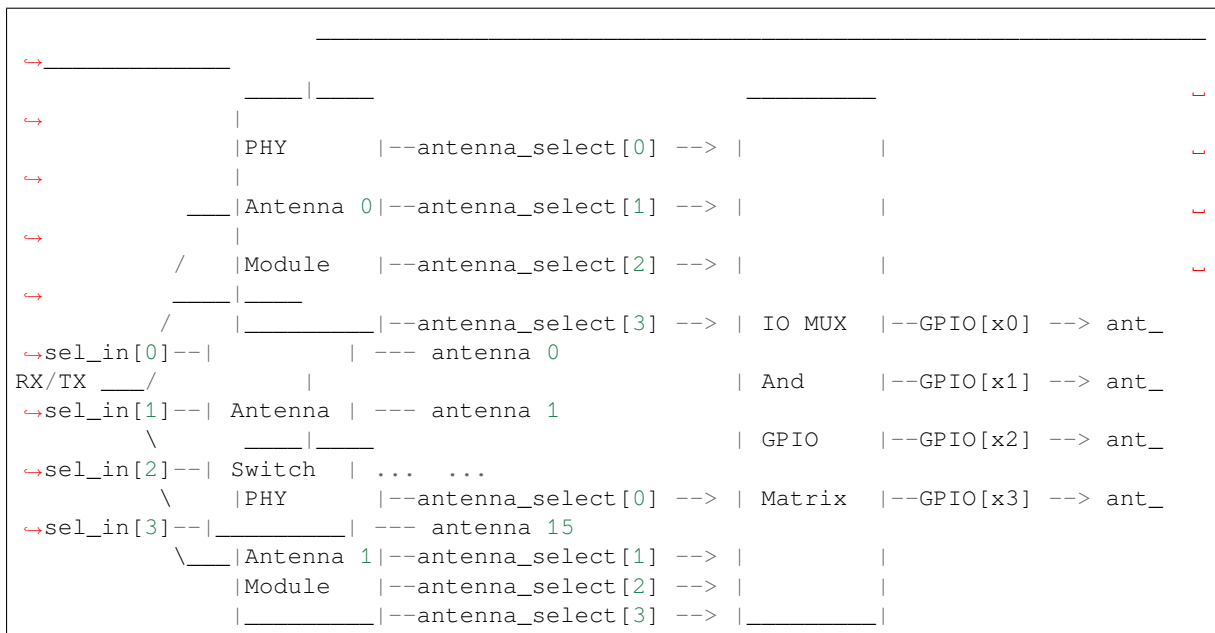 ______________________________________________________________
↪_____________
                ____|____                          _________                      ␣
↪               |
                |PHY      |--antenna_select[0] --> |         |                     ␣
↪               |
            ___|Antenna 0|--antenna_select[1] --> |         |                     ␣
↪               |
           /    |Module   |--antenna_select[2] --> |         |                     ␣
↪          ____|____
          /     |_________|--antenna_select[3] --> | IO MUX  |--GPIO[x0] --> ant_
↪sel_in[0]--|         | --- antenna 0
RX/TX ___/           |                             | And     |--GPIO[x1] --> ant_
↪sel_in[1]--| Antenna | --- antenna 1
         \      ____|____                          | GPIO    |--GPIO[x2] --> ant_
↪sel_in[2]--| Switch  | ...  ...
          \     |PHY      |--antenna_select[0] --> | Matrix  |--GPIO[x3] --> ant_
↪sel_in[3]--|_________| --- antenna 15
           \___|Antenna 1|--antenna_select[1] --> |         |
                |Module   |--antenna_select[2] --> |         |
                |_________|--antenna_select[3] --> |_________|